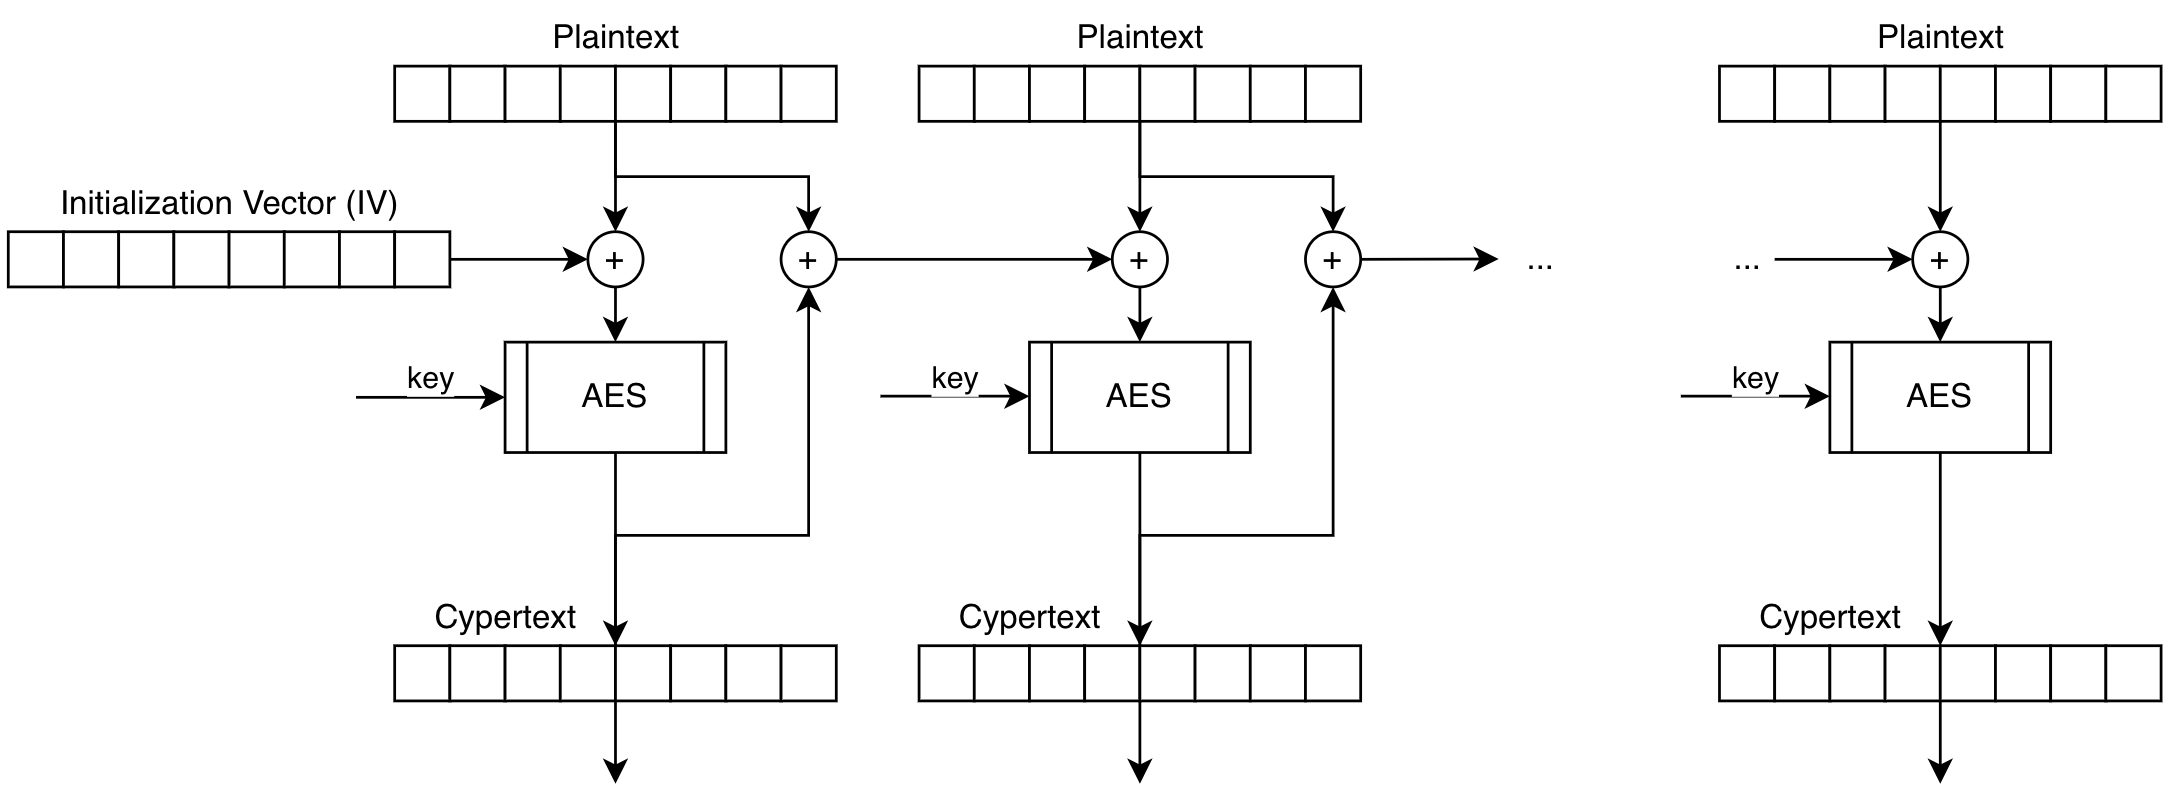 Plaintext
Plaintext
Plaintext
Initialization Vector (IV)
+
+
+
+
...
...
+
key
AES
key
AES
key
AES
Cypertext
Cypertext
Cypertext